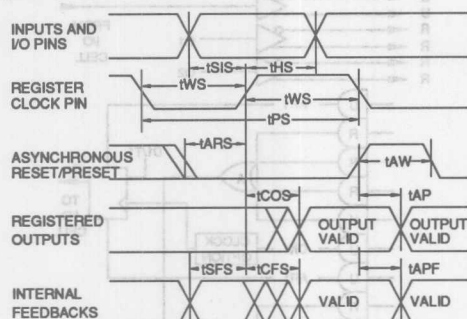 INPUTS AND
I/O PINS
tSIS
tHS
tWS
REGISTER
CLOCK PIN
tWS
tPS
tARS
ASYNCHRONOUS
RESET/PRESET
tAW
tCOS
tAP
REGISTERED
OUTPUTS
OUTPUT
VALID
OUTPUT
VALID
tSFS
tCFS
tAPF
INTERNAL
FEEDBACKS
VALID
VALID